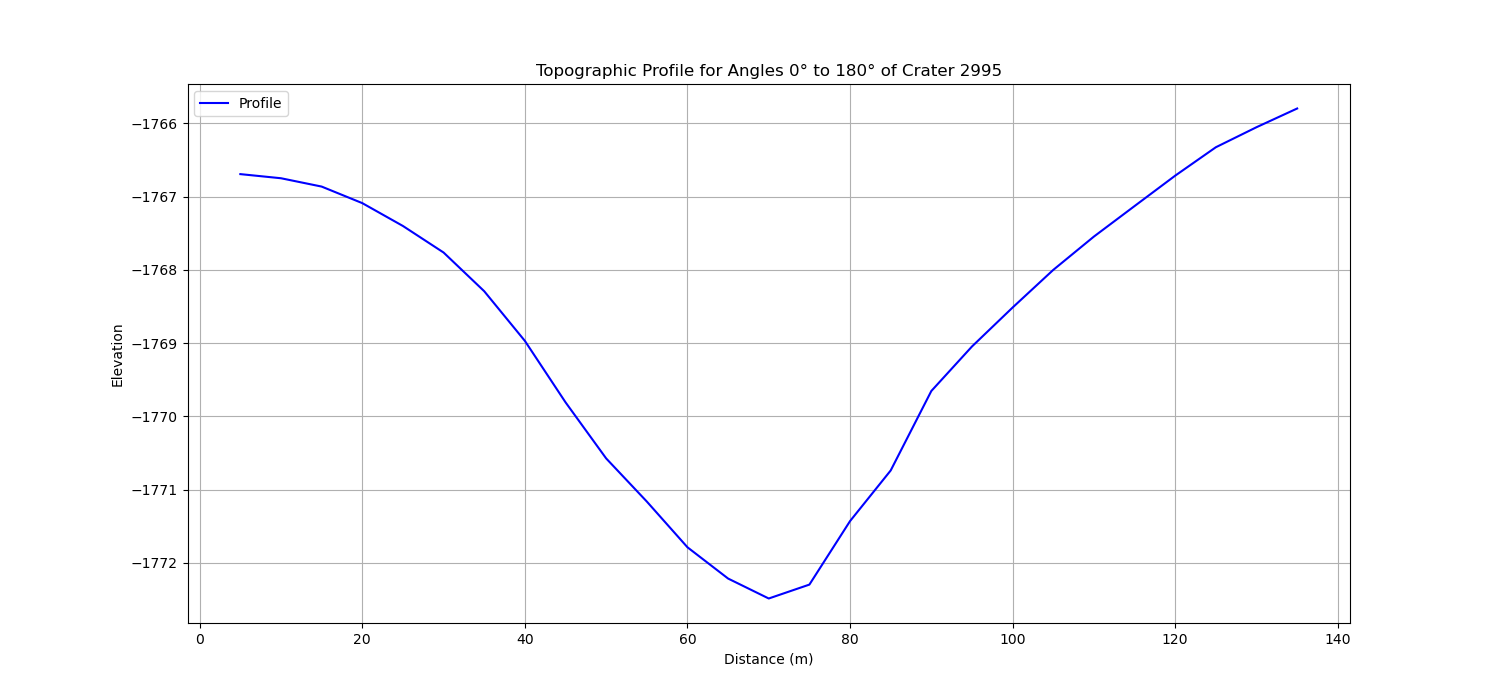 Topographic Profile for Angles 0° to 180° of Crater 2995
Profile
−1766
−1767
−1768
−1769
−1770
−1771
−1772
Elevation
0 20 40 60 80 100 120 140
Distance (m)